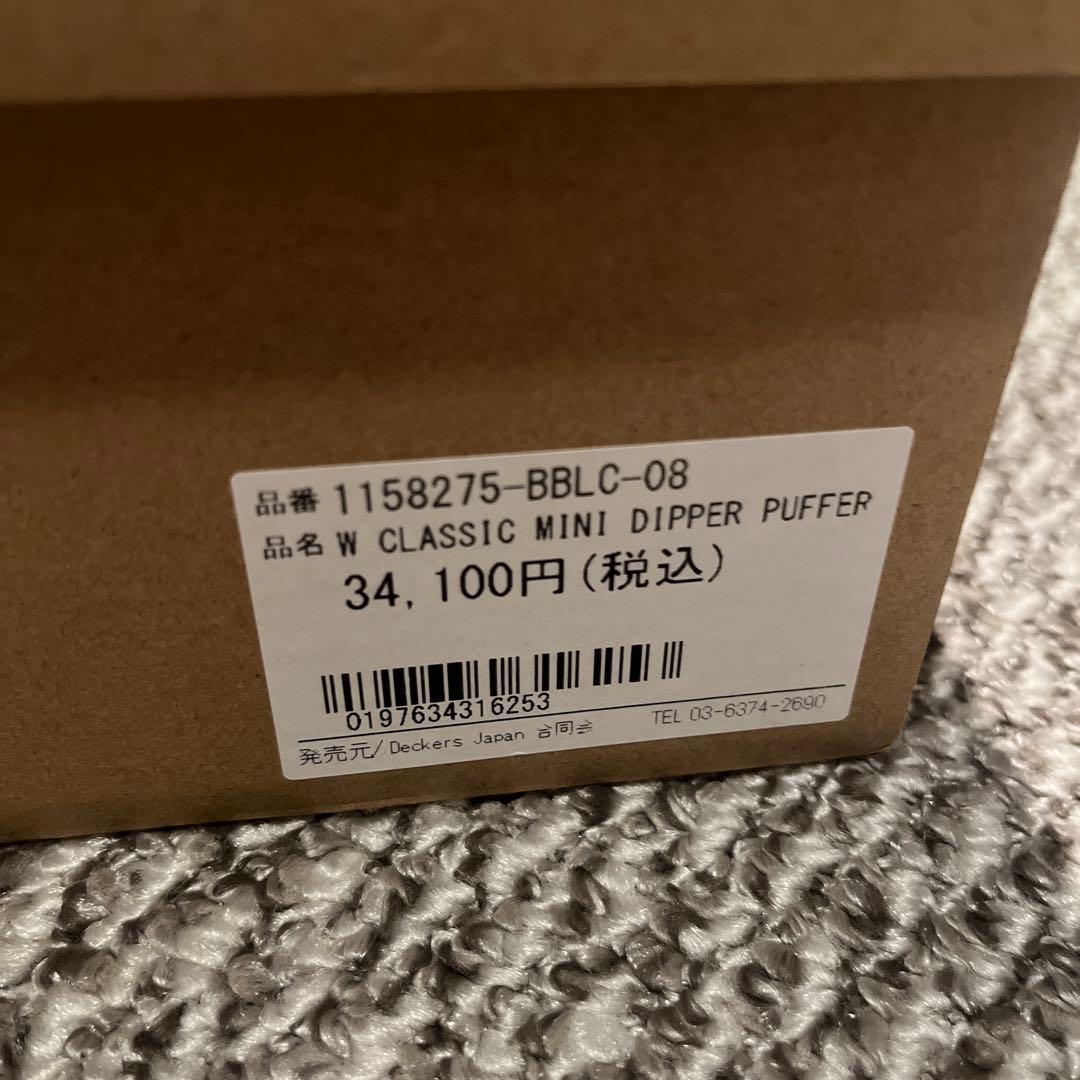 品番 1158275-BBLC-08
品名 W CLASSIC MINI DIPPER PUFFER
34,100円(税込)
0197634316253
発売元/Deckers Japan 合同会 TEL 03-6374-2690